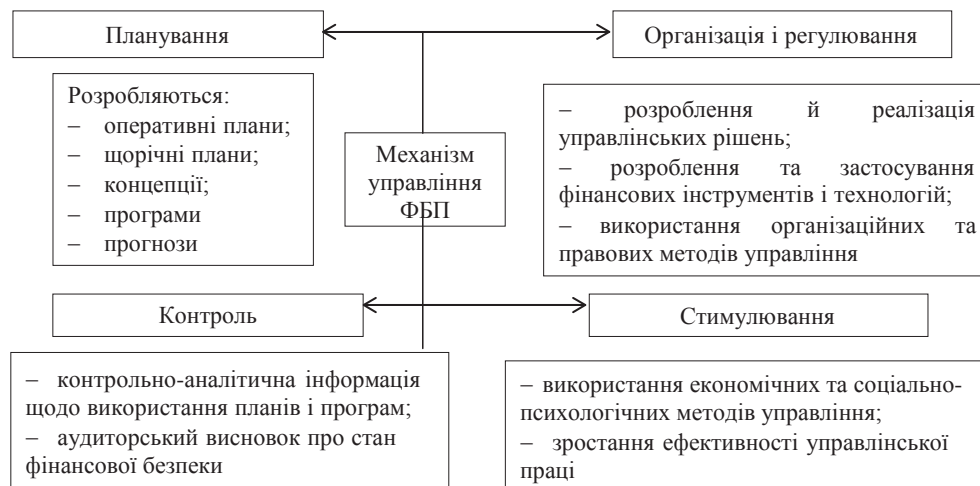 Планування
Організація і регулювання
Розробляються:
– оперативні плани;
– щорічні плани;
– концепції;
– програми
– прогнози
Механізм
управління
ФБП
– розроблення й реалізація
управлінських рішень;
– розроблення та застосування
фінансових інструментів і технологій;
– використання організаційних та
правових методів управління
Контроль
Стимулювання
– контрольно-аналітична інформація
щодо використання планів і програм;
– аудиторський висновок про стан
фінансової безпеки
– використання економічних та соціально-
психологічних методів управління;
– зростання ефективності управлінської
праці